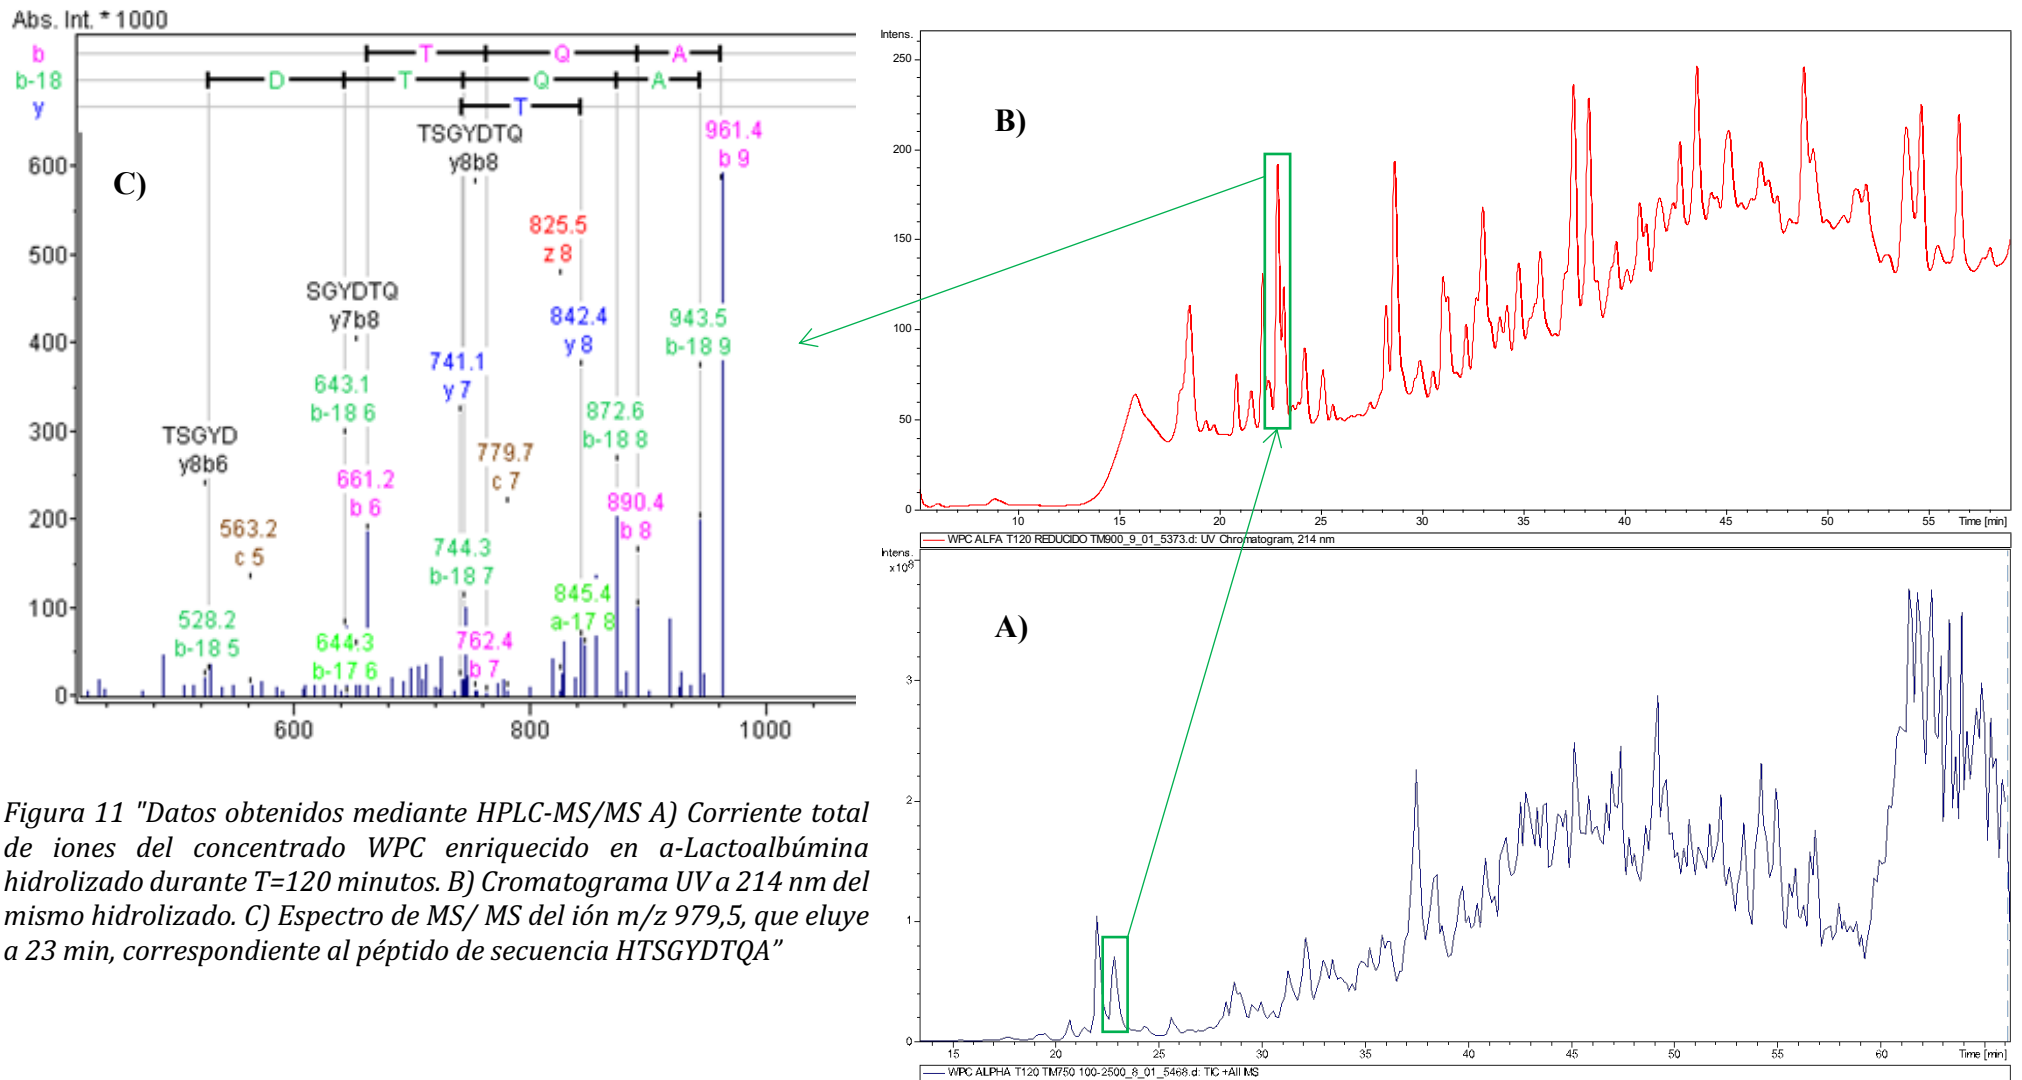 Abs. Int. * 1000
b
T
Q
A
b-18
D
T
Q
A
y
T
TSGYDTQ
y8b8
961.4
b 9
600
C)
825.5
z 8
500
SGYDTQ
y7b8
842.4
y 8
943.5
b-18 9
400
741.1
y 7
643.1
b-18 6
872.6
b-18 8
300
TSGYD
y8b6
779.7
c 7
661.2
b 6
890.4
b 8
200
563.2
c 5
744.3
b-18 7
845.4
a-17 8
100
528.2
b-18 5
644.3
b-17 6
762.4
b 7
0
600 800 1000
Intens.
250
B)
200
150
100
50
0
10 15 20 25 30 35 40 45 50 55 Time [min]
WPC ALFA T120 REDUCIDO TM900_9_01_5373.d: UV Chromatogram, 214 nm
Intens.
x10⁸
A)
3
2
1
0
15 20 25 30 35 40 45 50 55 60 Time [min]
WPC ALPHA T120 TM750 100-2500_8_01_5468.d: TIC +All MS
Figura 11 "Datos obtenidos mediante HPLC-MS/MS A) Corriente total
de iones del concentrado WPC enriquecido en a-Lactoalbúmina
hidrolizado durante T=120 minutos. B) Cromatograma UV a 214 nm del
mismo hidrolizado. C) Espectro de MS/ MS del ión m/z 979,5, que eluye
a 23 min, correspondiente al péptido de secuencia HTSGYDTQA”